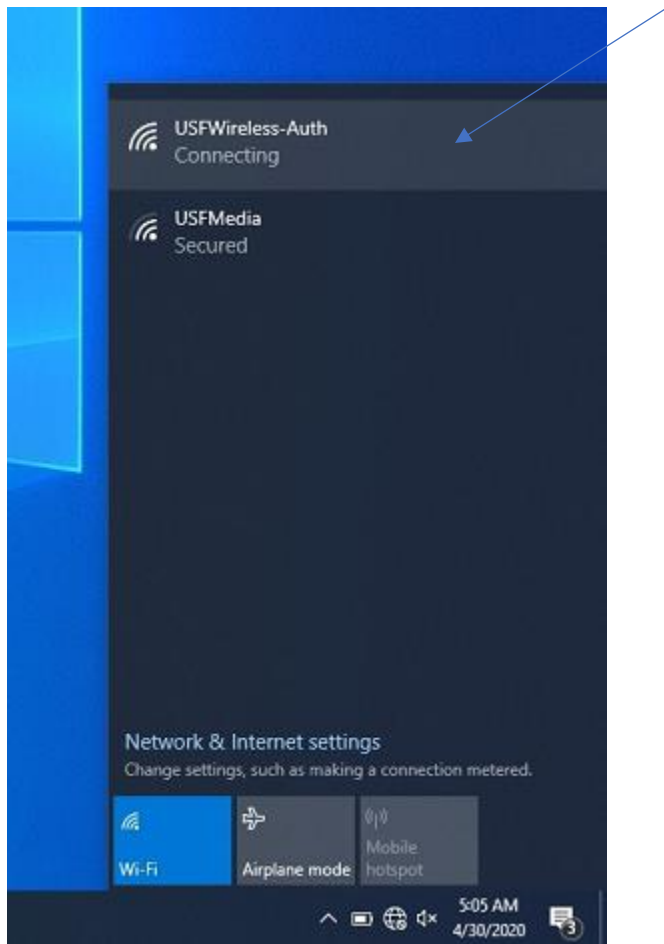 USFWireless-Auth
Connecting
USFMedia
Secured
Network & Internet settings
Change settings, such as making a connection metered.
Wi-Fi
Airplane mode
Mobile
hotspot
5:05 AM
4/30/2020
3